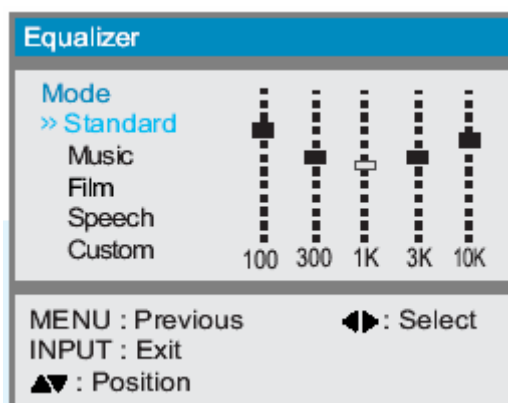 Equalizer
Mode
» Standard
Music
Film
Speech
Custom
100 300 1K 3K 10K
MENU : Previous ◀▶ : Select
INPUT : Exit
▲▼ : Position